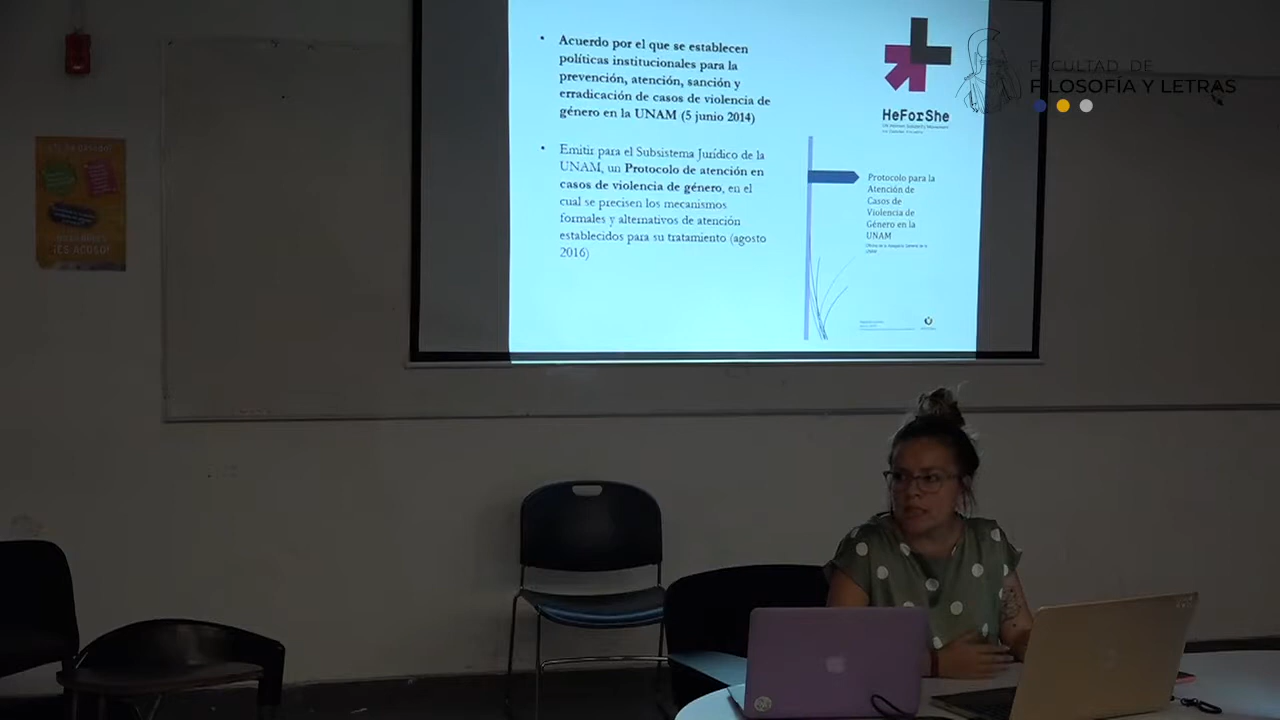 • Acuerdo por el que se establecen
políticas institucionales para la
prevención, atención, sanción y
erradicación de casos de violencia de
género en la UNAM (5 junio 2014)
• Emitir para el Subsistema Jurídico de la
UNAM, un Protocolo de atención en
casos de violencia de género, en el
cual se precisen los mecanismos
formales y alternativos de atención
establecidos para su tratamiento (agosto
2016)
HeForShe
Protocolo para la
Atención de
Casos de
Violencia de
Género en la
UNAM
FACULTAD DE
FILOSOFÍA Y LETRAS
¡ES ACOSO!